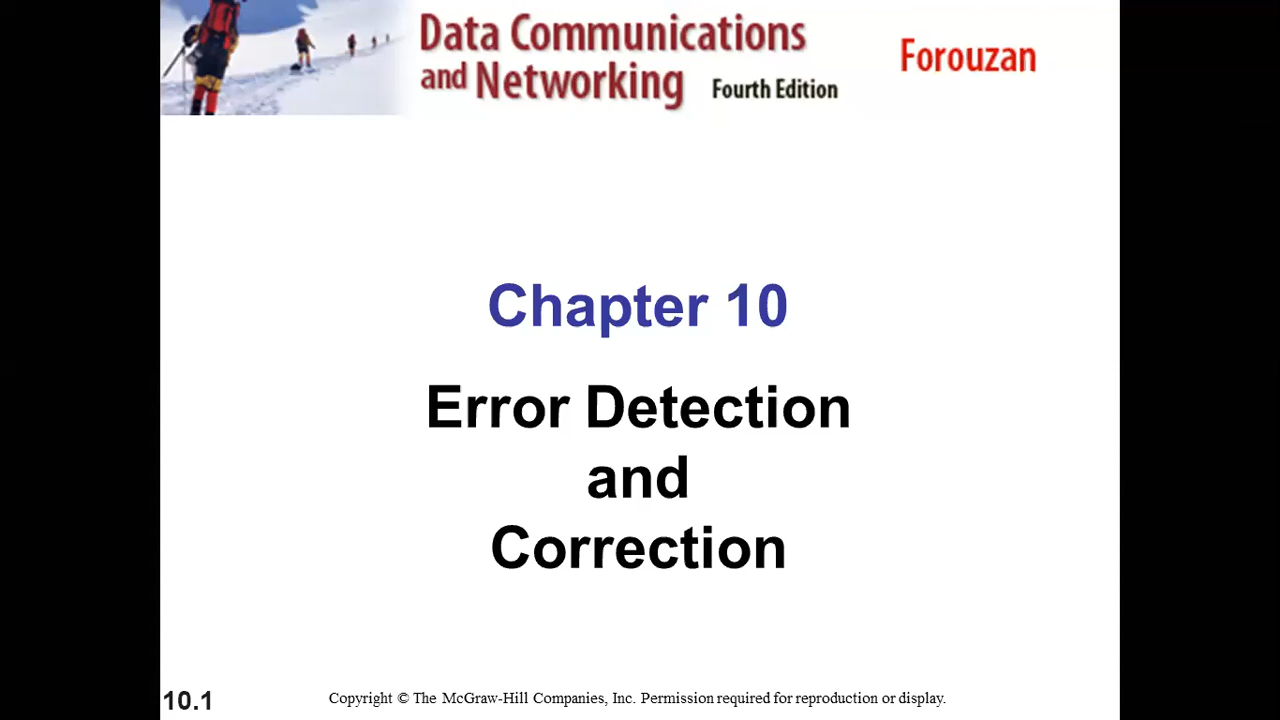 Data Communications
and Networking Fourth Edition
Forouzan
Chapter 10
Error Detection
and
Correction
10.1
Copyright © The McGraw-Hill Companies, Inc. Permission required for reproduction or display.